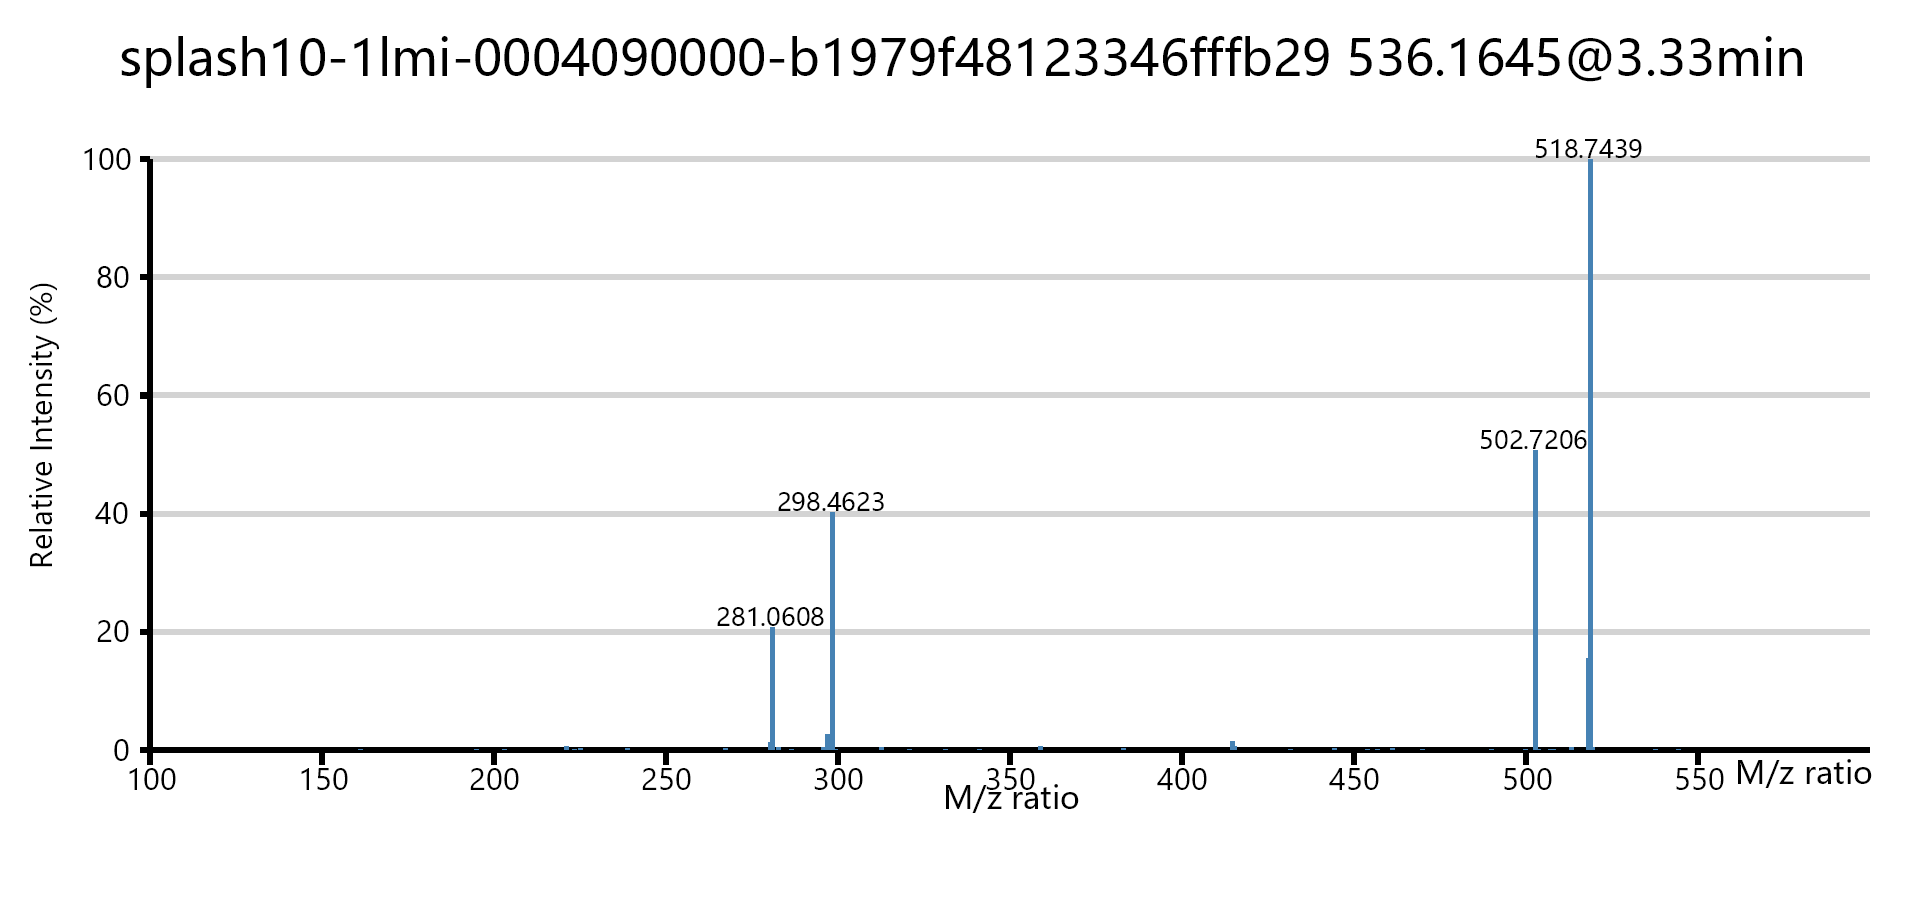 splash10-1lmi-0004090000-b1979f48123346fffb29 536.1645@3.33min
518.7439
100
80
Relative Intensity (%)
60
502.7206
298.4623
40
281.0608
20
0
100 150 200 250 300 350 400 450 500 550 M/z ratio
M/z ratio